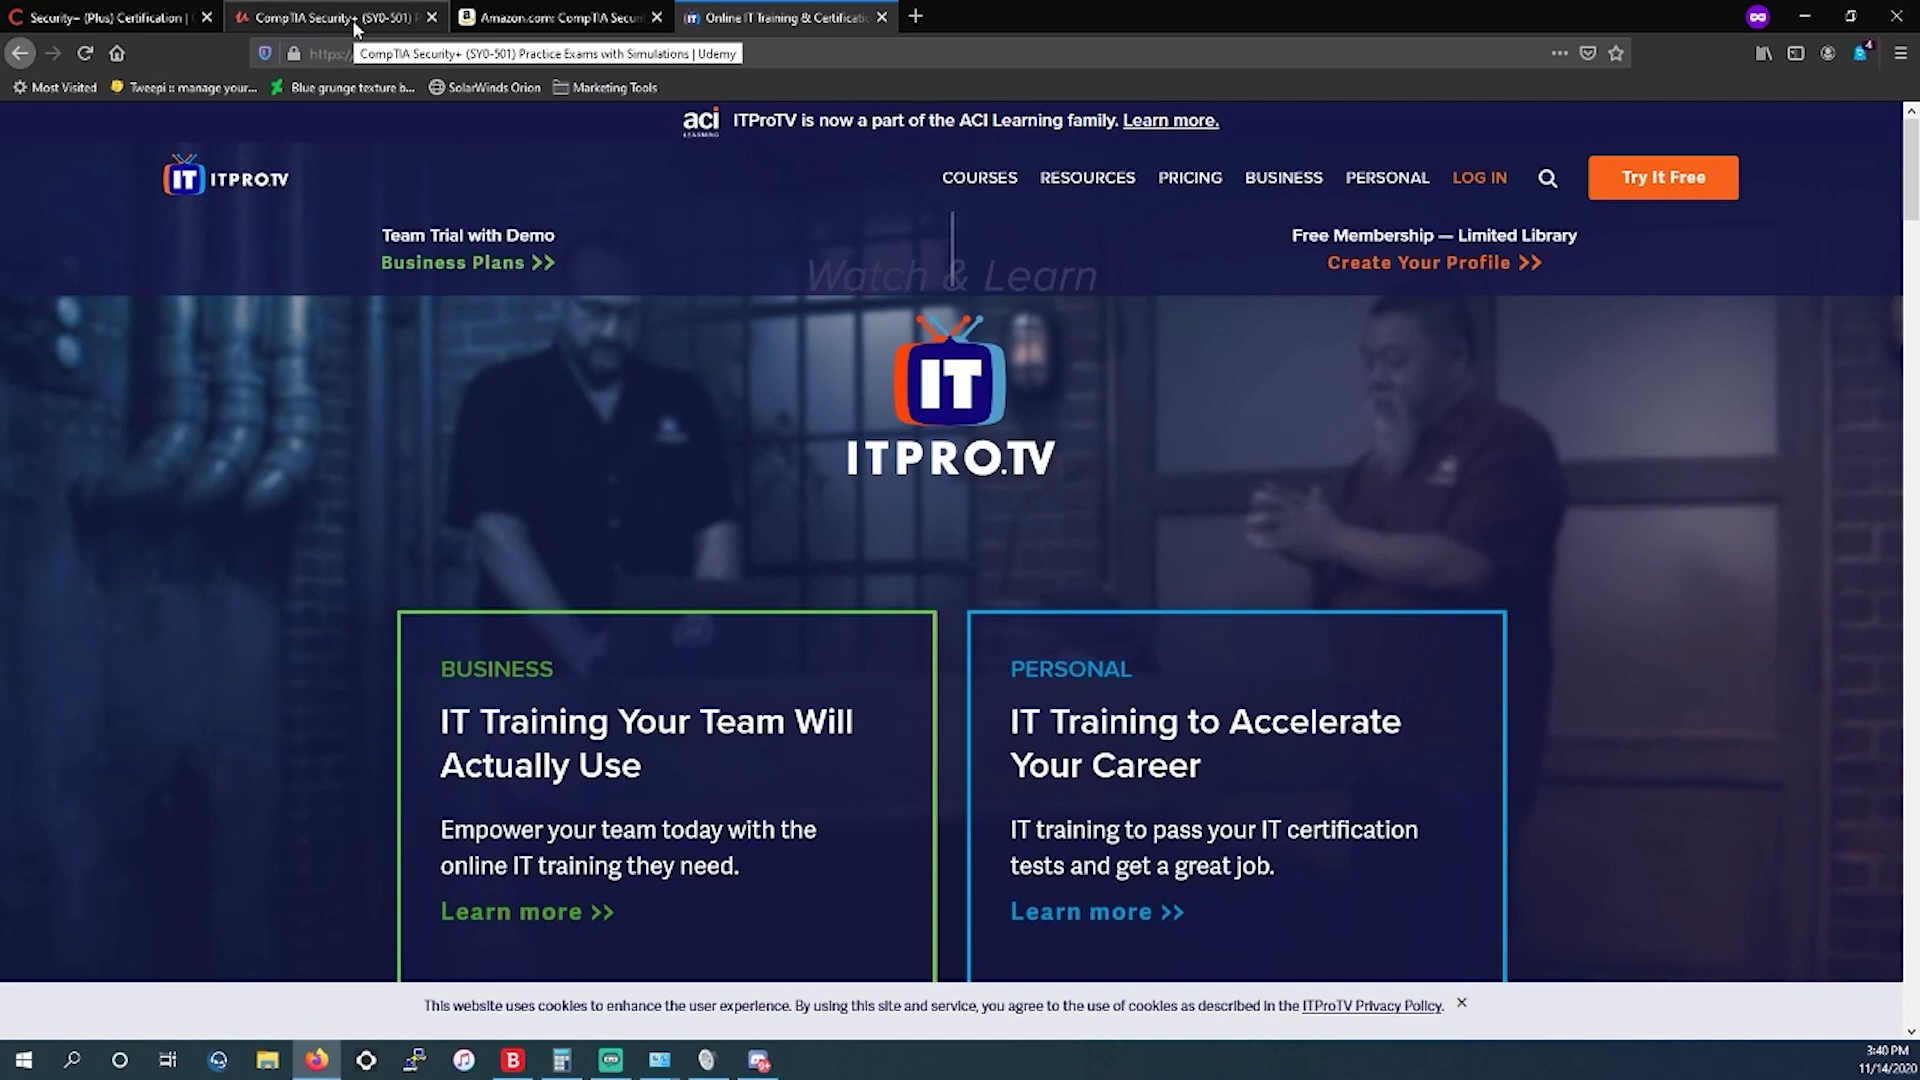 Security+ (Plus) Certification |
CompTIA Security+ (SY0-501)
Amazon.com: CompTIA Secur
IT
Online IT Training & Certificati
https:/
CompTIA Security+ (SY0-501) Practice Exams with Simulations | Udemy
4
Most Visited
Tweepi :: manage your...
Blue grunge texture b...
SolarWinds Orion
Marketing Tools
aci
LEARNING
ITProTV is now a part of the ACI Learning family. Learn more.
IT ITPRO.TV
COURSES
RESOURCES
PRICING
BUSINESS
PERSONAL
LOG IN
Try It Free
Team Trial with Demo
Business Plans >>
Free Membership — Limited Library
Create Your Profile >>
Watch & Learn
IT
ITPRO.TV
BUSINESS
IT Training Your Team Will
Actually Use
Empower your team today with the
online IT training they need.
Learn more >>
PERSONAL
IT Training to Accelerate
Your Career
IT training to pass your IT certification
tests and get a great job.
Learn more >>
This website uses cookies to enhance the user experience. By using this site and service, you agree to the use of cookies as described in the ITProTV Privacy Policy.
B
3:40 PM
11/14/2020